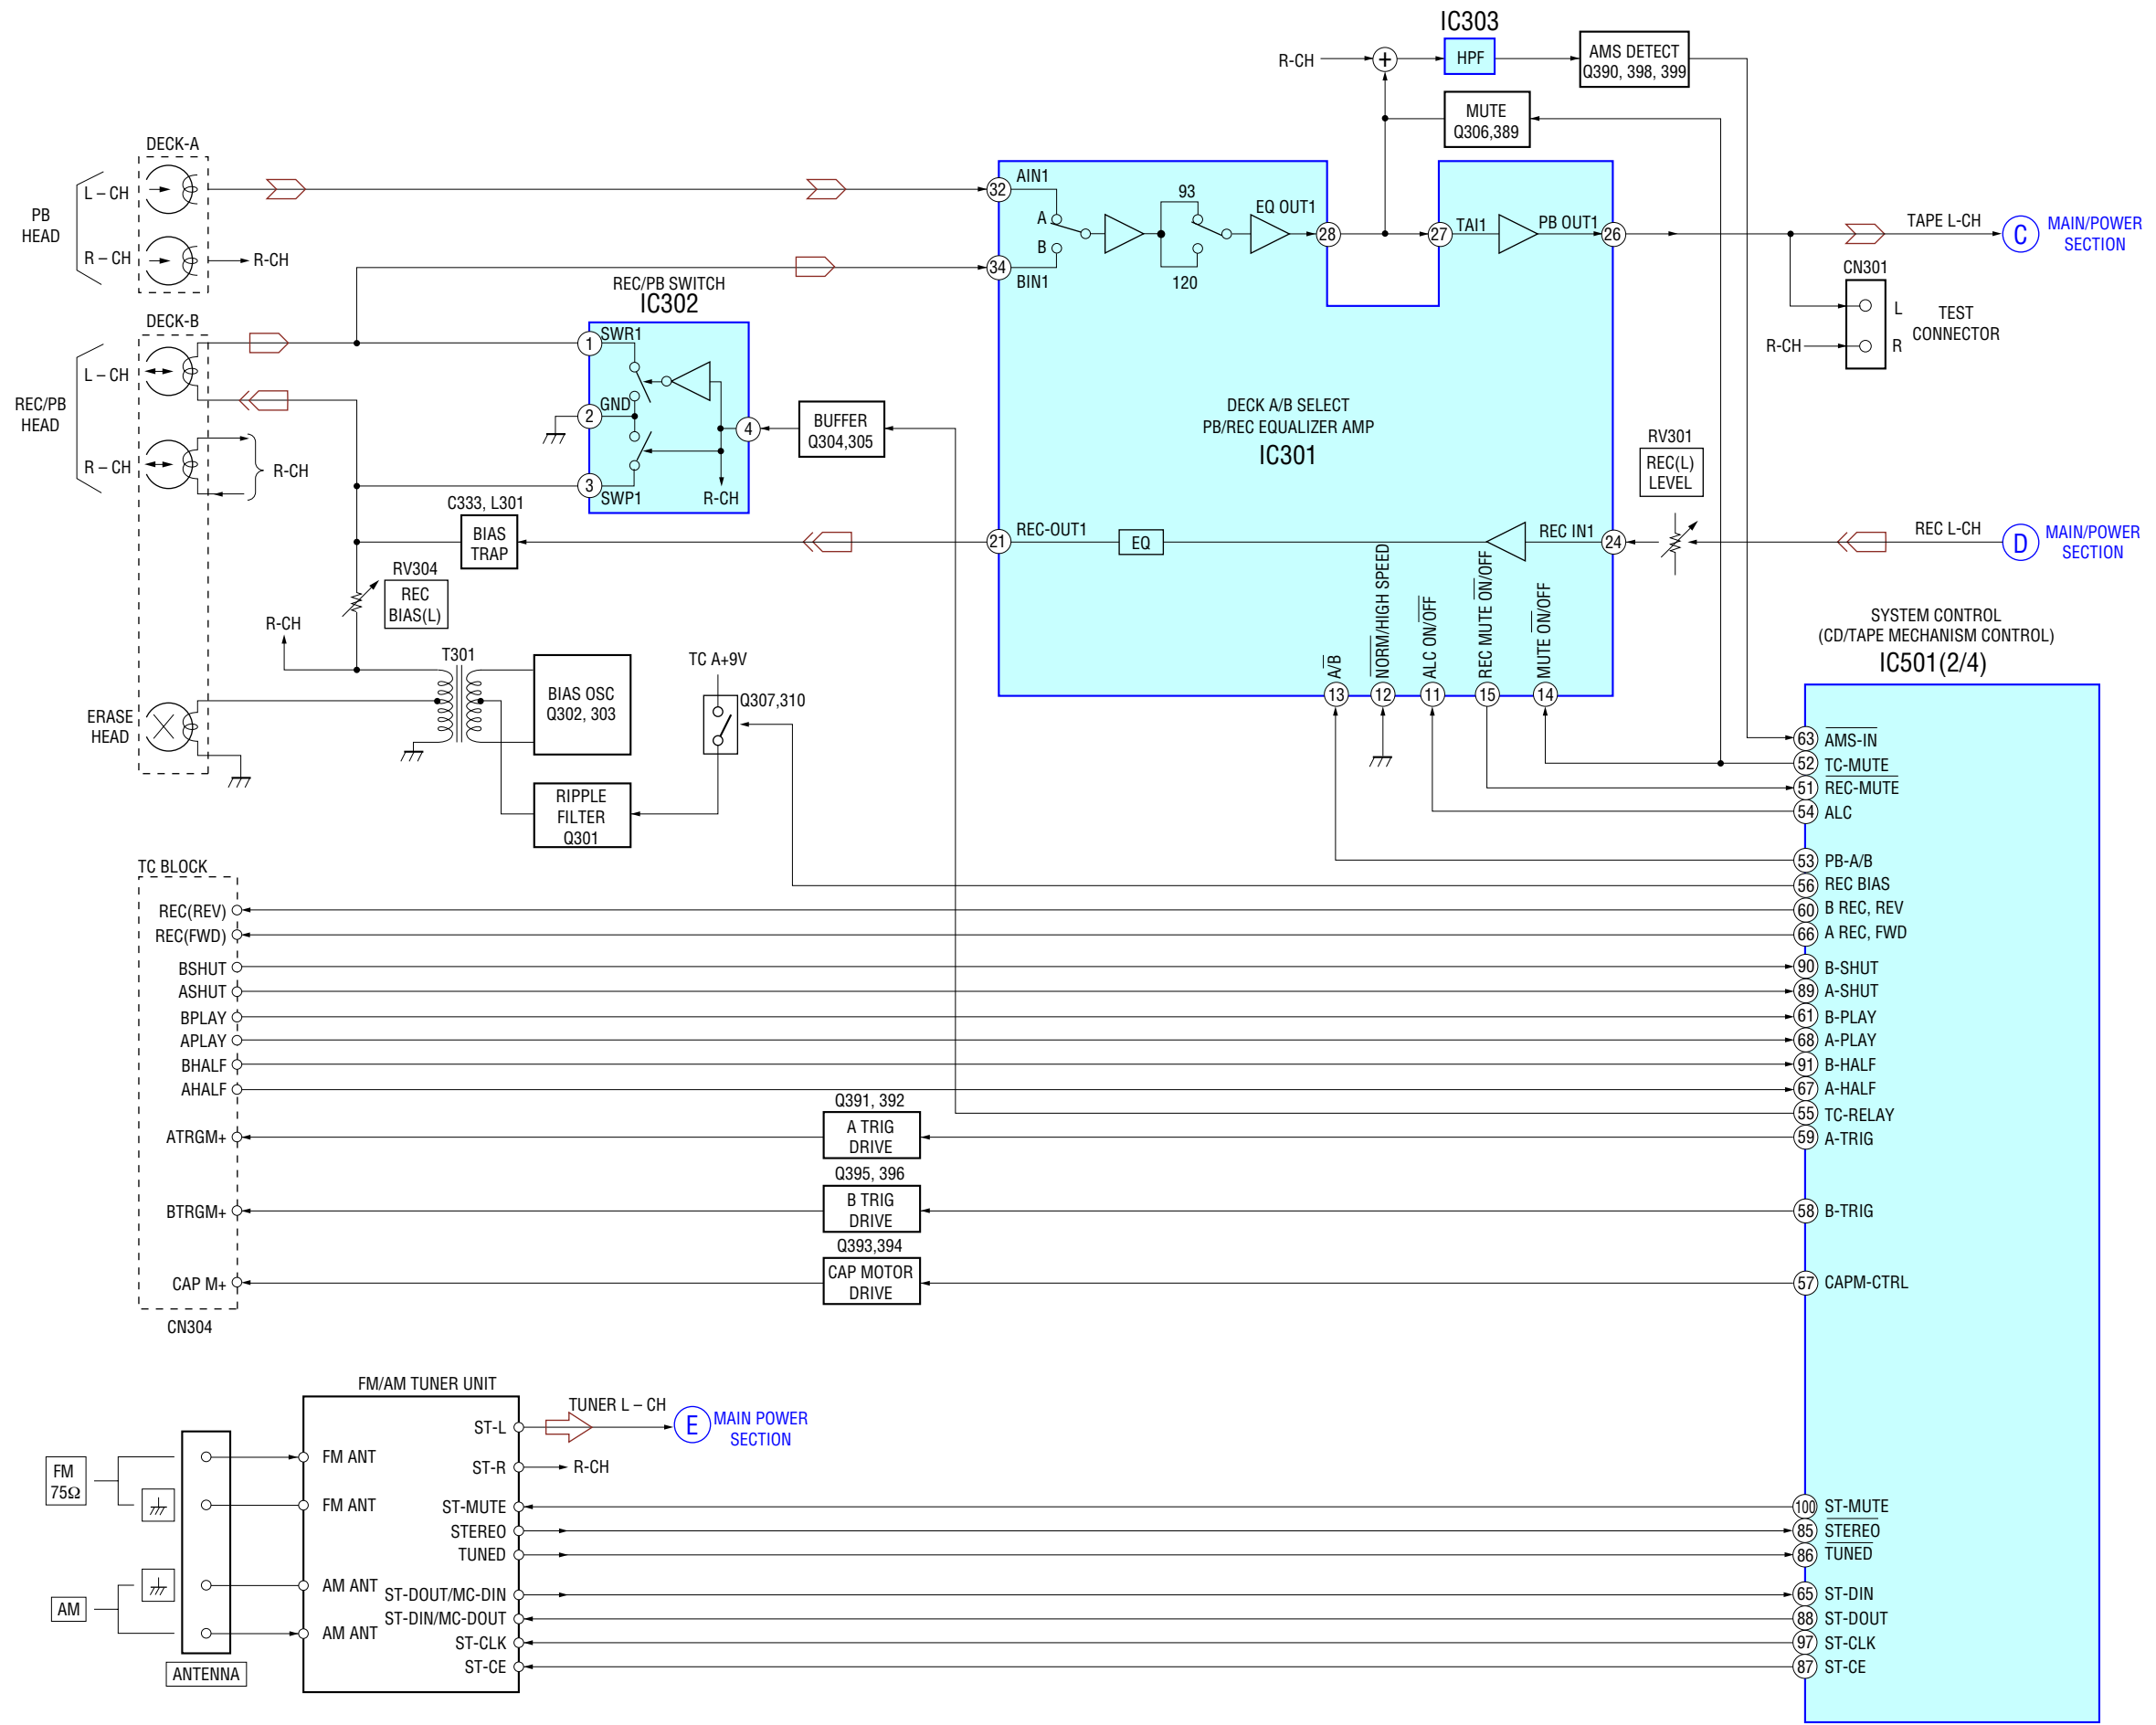 IC303
R-CH
+
HPF
AMS DETECT
Q390, 398, 399
MUTE
Q306,389
DECK-A
L – CH
PB
HEAD
R – CH
R-CH
32
AIN1
A
B
93
120
EQ OUT1
28
27
TAI1
PB OUT1
26
TAPE L-CH
C
MAIN/POWER
SECTION
34
BIN1
CN301
L
R-CH
R
TEST
CONNECTOR
DECK-B
L – CH
REC/PB
HEAD
R – CH
R-CH
REC/PB SWITCH
IC302
1
SWR1
2
GND
3
SWP1
4
R-CH
BUFFER
Q304,305
DECK A/B SELECT
PB/REC EQUALIZER AMP
IC301
RV301
REC(L)
LEVEL
C333, L301
BIAS
TRAP
21
REC-OUT1
EQ
REC IN1
24
REC L-CH
D
MAIN/POWER
SECTION
RV304
REC
BIAS(L)
R-CH
T301
BIAS OSC
Q302, 303
TC A+9V
Q307,310
RIPPLE
FILTER
Q301
ERASE
HEAD
A/B
NORM/HIGH SPEED
ALC ON/OFF
REC MUTE ON/OFF
MUTE ON/OFF
13
12
11
15
14
SYSTEM CONTROL
(CD/TAPE MECHANISM CONTROL)
IC501(2/4)
63 AMS-IN
52 TC-MUTE
51 REC-MUTE
54 ALC
53 PB-A/B
56 REC BIAS
60 B REC, REV
66 A REC, FWD
90 B-SHUT
89 A-SHUT
61 B-PLAY
68 A-PLAY
91 B-HALF
67 A-HALF
55 TC-RELAY
59 A-TRIG
58 B-TRIG
57 CAPM-CTRL
TC BLOCK
REC(REV)
REC(FWD)
BSHUT
ASHUT
BPLAY
APLAY
BHALF
AHALF
ATRGM+
BTRGM+
CAP M+
CN304
Q391, 392
A TRIG
DRIVE
Q395, 396
B TRIG
DRIVE
Q393,394
CAP MOTOR
DRIVE
FM/AM TUNER UNIT
ST-L
TUNER L – CH
E
MAIN POWER
SECTION
ST-R
R-CH
FM
75Ω
AM
ANTENNA
FM ANT
FM ANT
AM ANT
AM ANT
ST-MUTE
STEREO
TUNED
ST-DOUT/MC-DIN
ST-DIN/MC-DOUT
ST-CLK
ST-CE
100 ST-MUTE
85 STEREO
86 TUNED
65 ST-DIN
88 ST-DOUT
97 ST-CLK
87 ST-CE